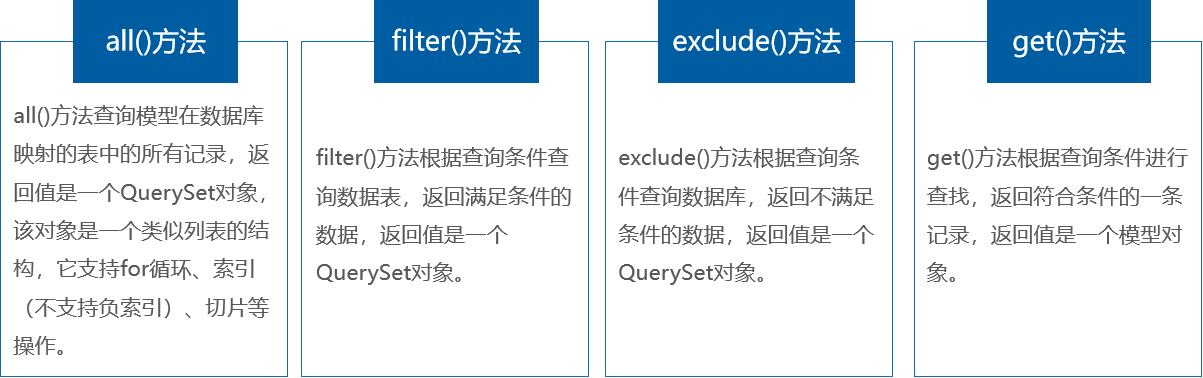 all()方法
all()方法查询模型在数据库
映射的表中的所有记录，返
回值是一个QuerySet对象，
该对象是一个类似列表的结
构，它支持for循环、索引
（不支持负索引）、切片等
操作。
filter()方法
filter()方法根据查询条件查
询数据表，返回满足条件的
数据，返回值是一个
QuerySet对象。
exclude()方法
exclude()方法根据查询条
件查询数据库，返回不满足
条件的数据，返回值是一个
QuerySet对象。
get()方法
get()方法根据查询条件进行
查找，返回符合条件的一条
记录，返回值是一个模型对
象。